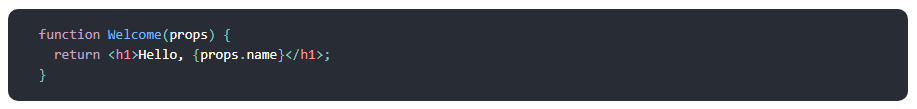 function Welcome(props) {
  return <h1>Hello, {props.name}</h1>;
}